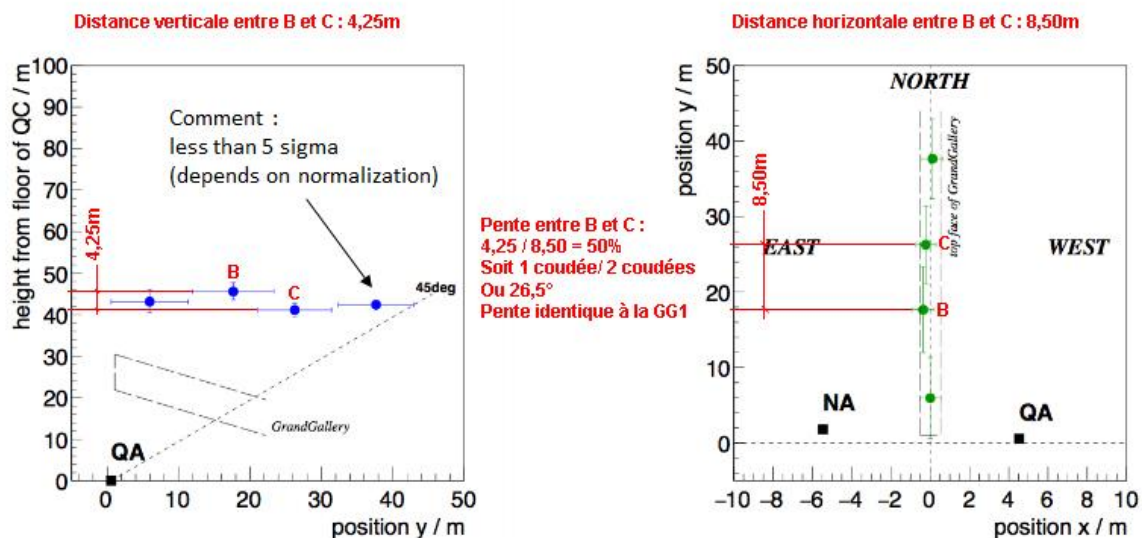 Distance verticale entre B et C : 4,25m
Distance horizontale entre B et C : 8,50m
height from floor of QC / m
100
90
80
70
60
50
40
30
20
10
0
Comment :
less than 5 sigma
(depends on normalization)
4,25m
B
C
45deg
GrandGallery
QA
0
10
20
30
40
50
position y / m
Pente entre B et C :
4,25 / 8,50 = 50%
Soit 1 coudée/ 2 coudées
Ou 26,5°
Pente identique à la GG1
position y / m
50
40
30
20
10
0
-10
NORTH
8,50m
top face of GrandGallery
C
EAST
WEST
B
NA
QA
−10
−8
−6
−4
−2
0
2
4
6
8
10
position x / m